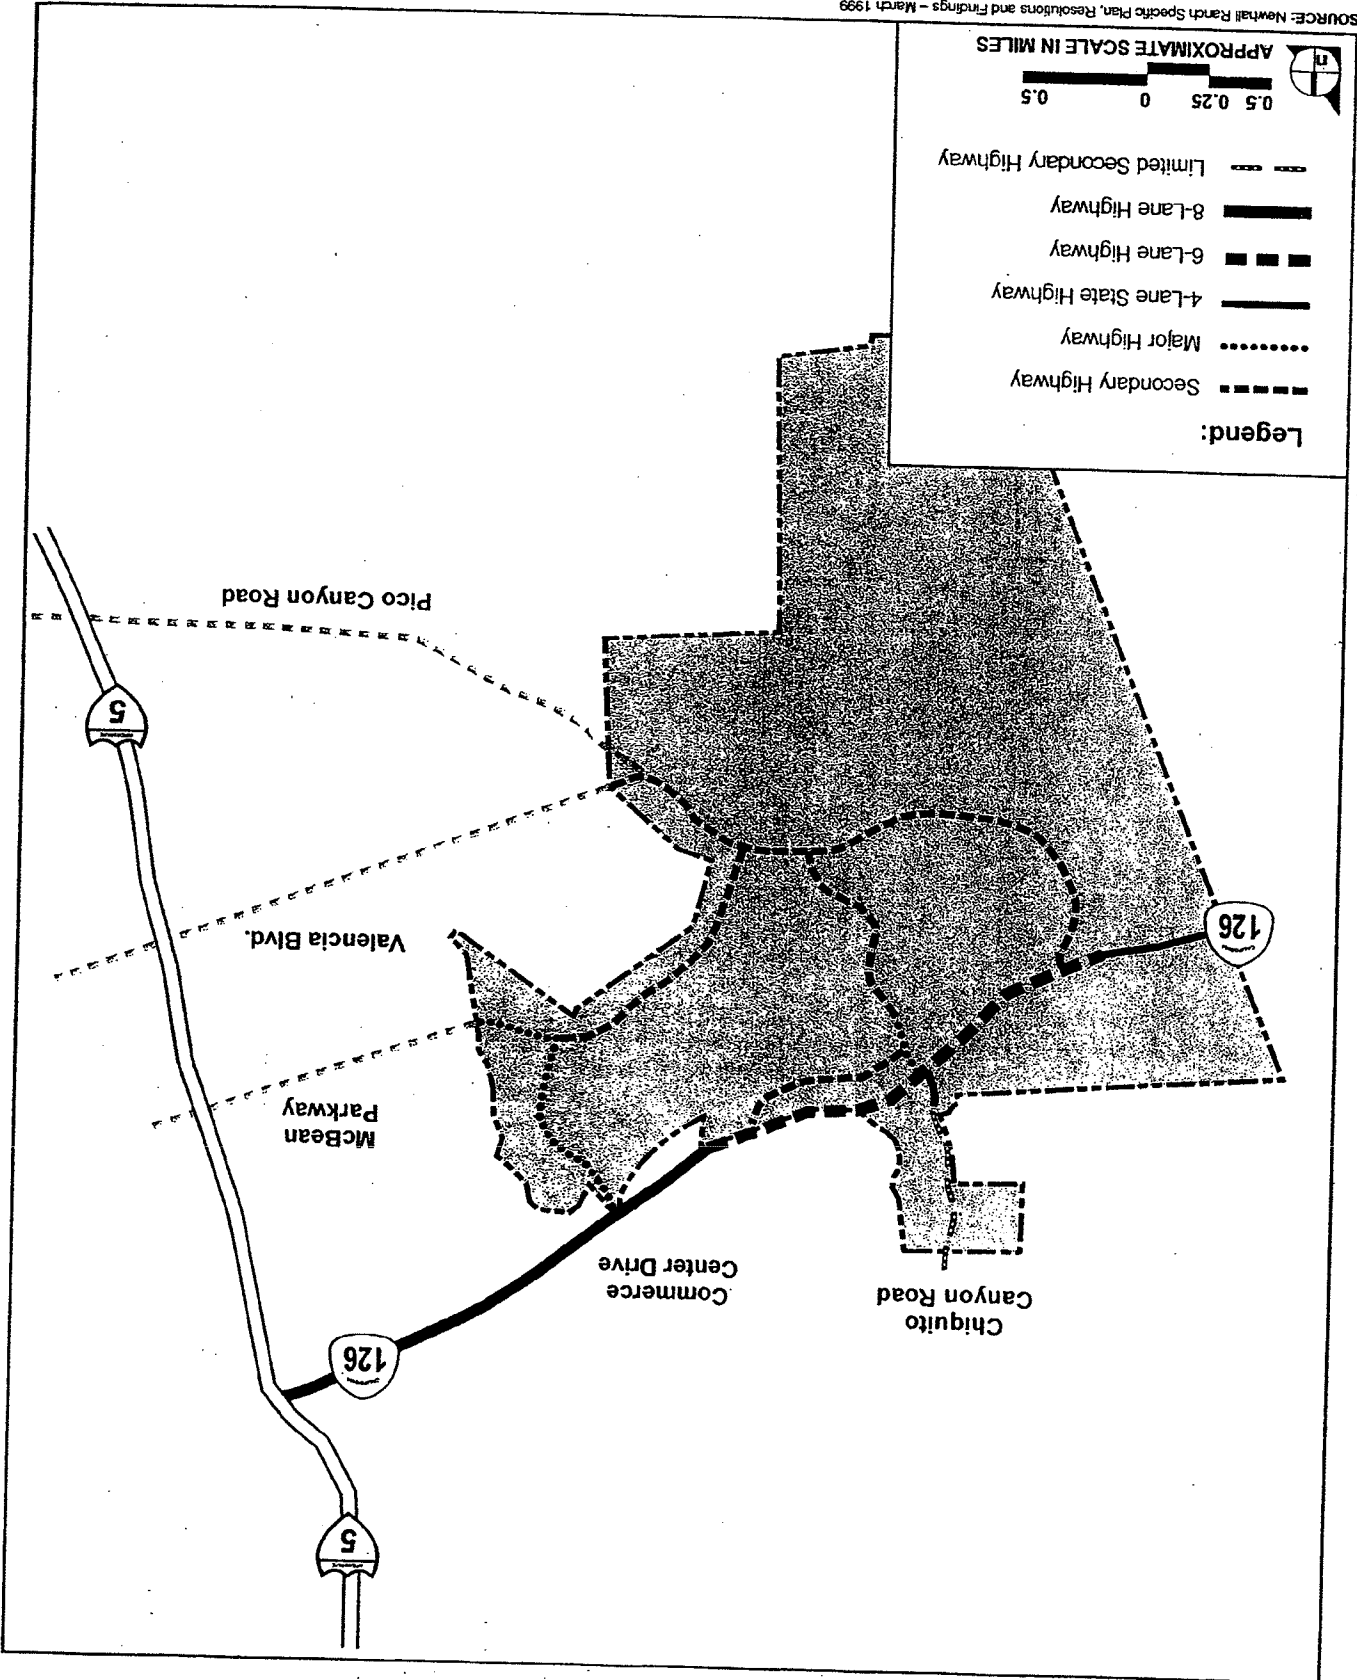 5
126
Chiquito
Canyon Road
Commerce
Center Drive
McBean
Parkway
126
Valencia Blvd.
5
Pico Canyon Road
Legend:
Secondary Highway
Major Highway
4-Lane State Highway
6-Lane Highway
8-Lane Highway
Limited Secondary Highway
0.5 0.25 0 0.5
APPROXIMATE SCALE IN MILES
n
SOURCE: Newhall Ranch Specific Plan, Resolutions and Findings – March 1999